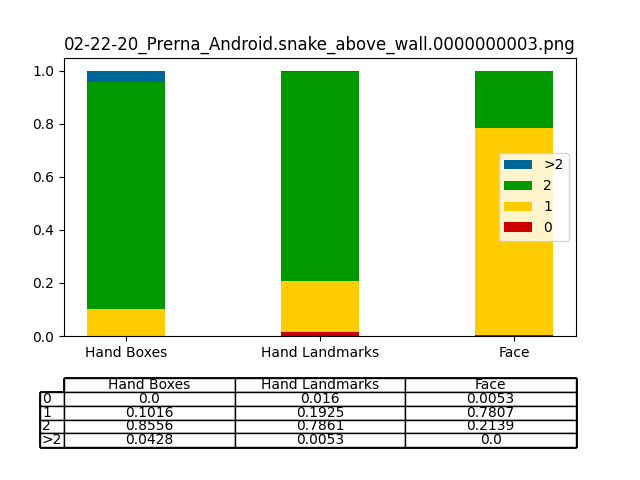 02-22-20_Prerna_Android.snake_above_wall.0000000003.png
1.0
0.8
0.6
0.4
0.2
0.0
>2
2
1
0
Hand Boxes Hand Landmarks Face
Hand Boxes Hand Landmarks Face
0 0.0 0.016 0.0053
1 0.1016 0.1925 0.7807
2 0.8556 0.7861 0.2139
>2 0.0428 0.0053 0.0